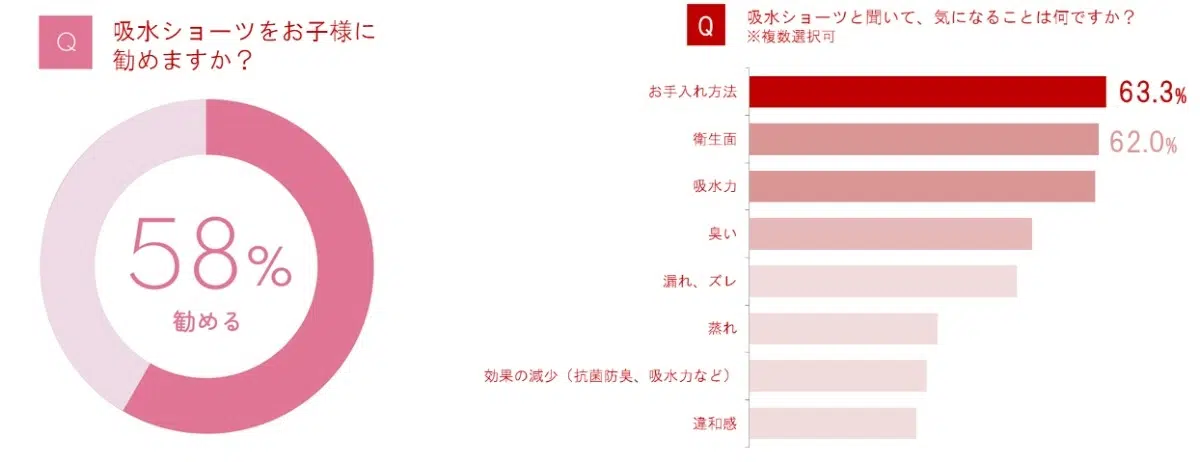 Q
吸水ショーツをお子様に
勧めますか？
58%
勧める
Q
吸水ショーツと聞いて、気になることは何ですか？
※複数選択可
お手入れ方法
63.3%
衛生面
62.0%
吸水力
臭い
漏れ、ズレ
蒸れ
効果の減少（抗菌防臭、吸水力など）
違和感